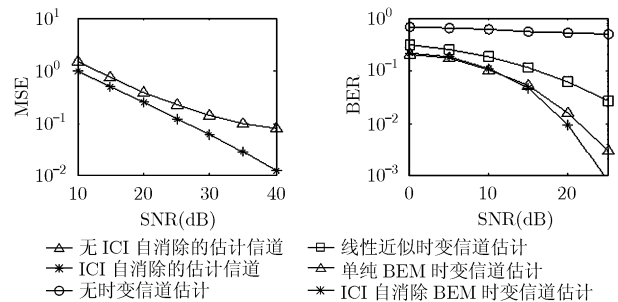 MSE
10^1
10^0
10^-1
10^-2
10 20 30 40
SNR(dB)
BER
10^0
10^-1
10^-2
10^-3
0 10 20
SNR(dB)
无 ICI 自消除的估计信道
ICI 自消除的估计信道
无时变信道估计
线性近似时变信道估计
单纯 BEM 时变信道估计
ICI 自消除 BEM 时变信道估计